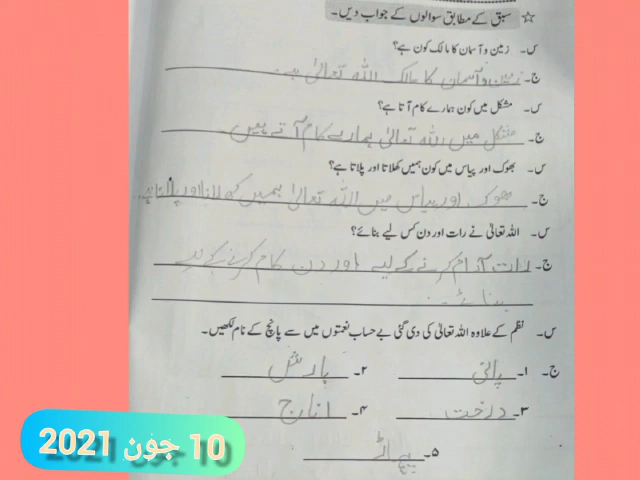 ☆ سبق کے مطابق سوالوں کے جواب دیں۔
س۔ زمین و آسمان کا مالک کون ہے؟
ج۔ زمین و آسمان کا مالک اللہ تعالیٰ ہے۔
س۔ مشکل میں کون ہمارے کام آتا ہے؟
ج۔ مشکل میں اللہ تعالیٰ ہمارے کام آتے ہیں۔
س۔ بھوک اور پیاس میں کون ہمیں کھلاتا اور پلاتا ہے؟
ج۔ بھوک اور پیاس میں اللہ تعالیٰ ہمیں کھلاتا اور پلاتا ہے۔
س۔ اللہ تعالیٰ نے رات اور دن کس لیے بنائے؟
ج۔ رات آرام کرنے کے لیے اور دن کام کرنے کے لیے
بنائے۔
س۔ نظم کے علاوہ اللہ تعالیٰ کی دی گئی بے حساب نعمتوں میں سے پانچ کے نام لکھیں۔
ج۔ ۱۔ پانی ۲۔ بارش
۳۔ درخت ۴۔ اناج
۵۔ پہاڑ
10 جون 2021